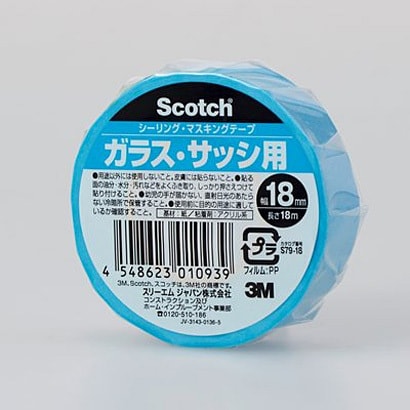 Scotch®
シーリング・マスキングテープ
ガラス・サッシ用
●用途以外には使用しないこと。皮膚には貼らないこと。●貼る
面の油分・水分・汚れなどをよくふき取り、しっかり押さえつけて
貼り付けること。●幼児の手が届かない、直射日光のあたら
ない冷暗所で保管すること。●使用前に目的の用途に適して
いるか確認すること。
基材:紙/粘着剤:アクリル系
幅18mm
長さ18m
4 548623 010939
プラ
フィルム:PP
カタログ番号
S79-18
3M、Scotch、スコッチは、3M社の商標です。
スリーエム ジャパン株式会社
コンストラクション及び
ホーム・インプルーブメント事業部
0120-510-186
JV-3143-0136-5
3M